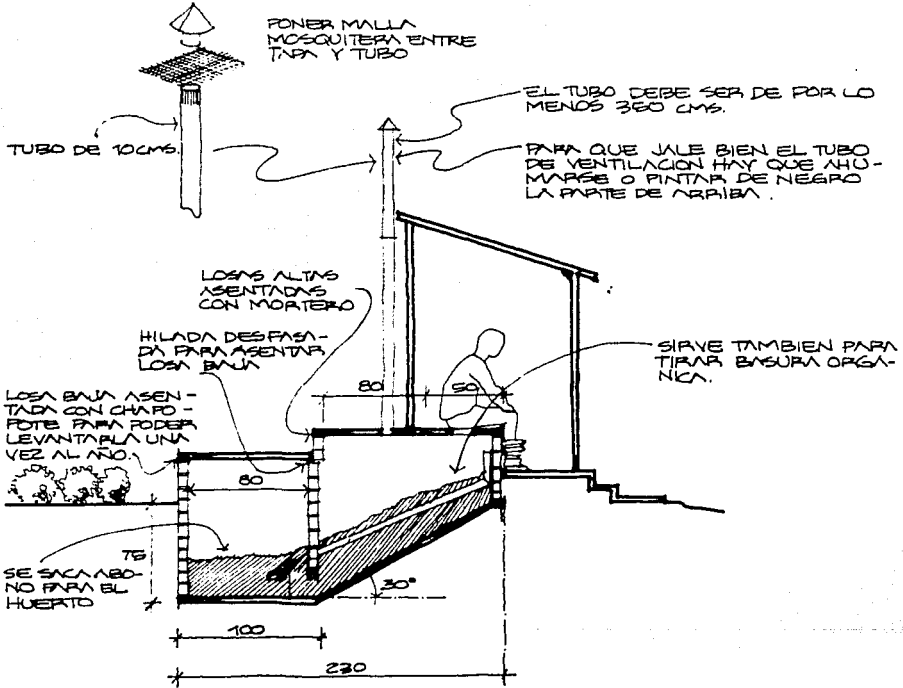 PONER MALLA
MOSQUITERA ENTRE
TAPA Y TUBO
EL TUBO DEBE SER DE POR LO
MENOS 350 CMS.
TUBO DE 10 CMS.
PARA QUE JALE BIEN EL TUBO
DE VENTILACION HAY QUE AHU-
MARSE O PINTAR DE NEGRO
LA PARTE DE ARRIBA.
LOSAS ALTAS
ASENTADAS
CON MORTERO
HILADA DESFASA-
DA PARA ASENTAR
LOSA BAJA
SIRVE TAMBIEN PARA
TIRAR BASURA ORGA-
NICA.
LOSA BAJA ASEN-
TADA CON CHAPO-
POTE PARA PODER
LEVANTARLA UNA
VEZ AL AÑO.
80
50
80
75
SE SACA ABO-
NO PARA EL
HUERTO
30°
100
230